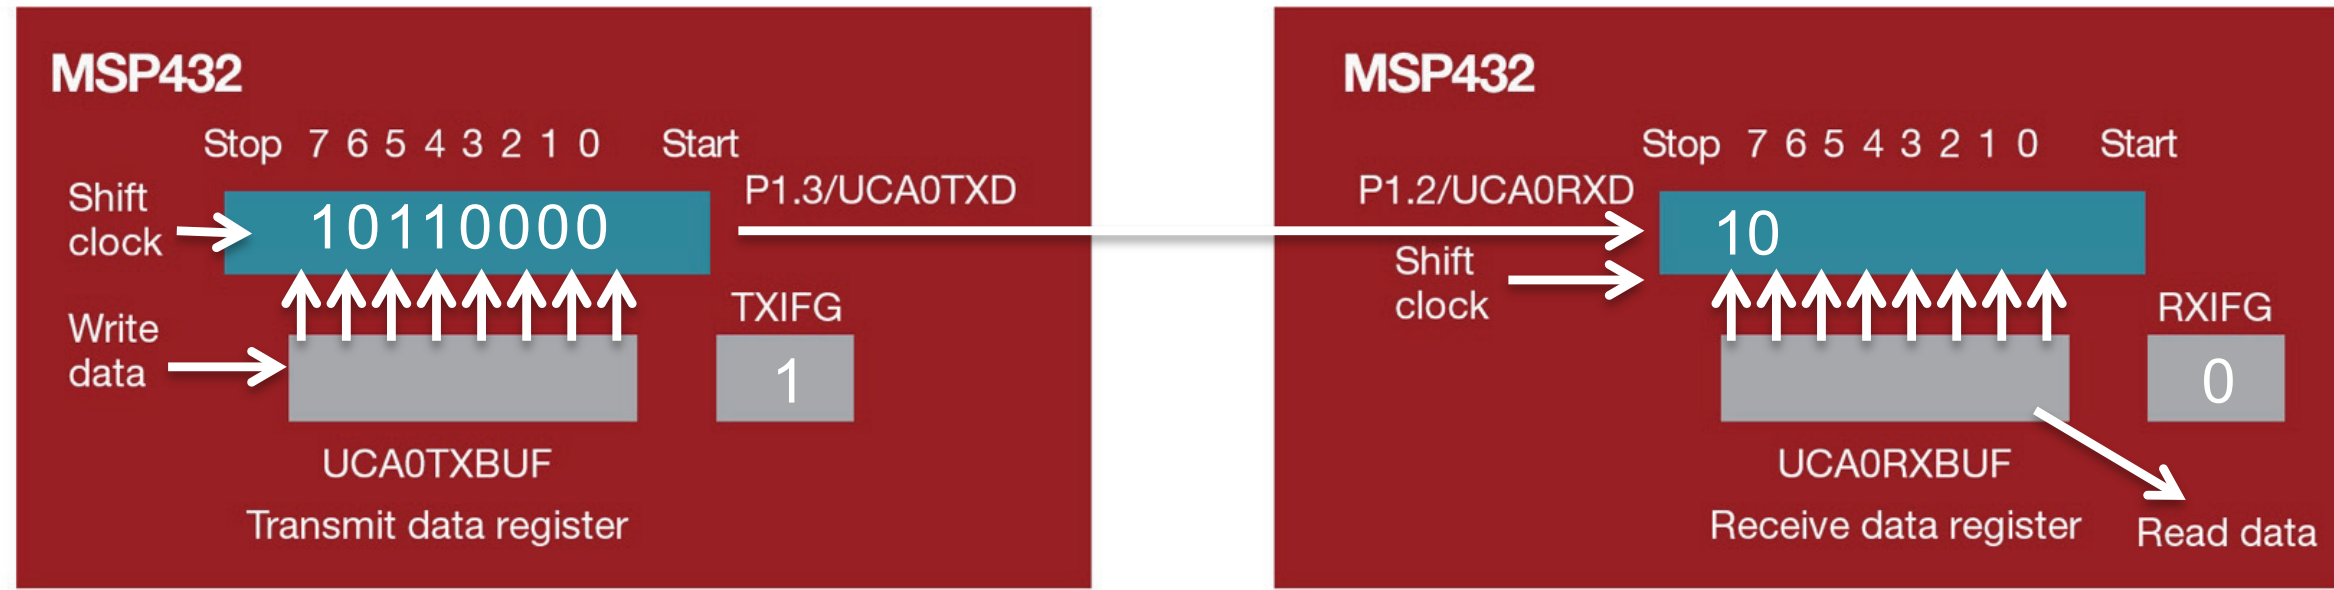 MSP432
Stop 7 6 5 4 3 2 1 0 Start
Shift
clock
10110000
P1.3/UCA0TXD
Write
data
TXIFG
1
UCA0TXBUF
Transmit data register
MSP432
Stop 7 6 5 4 3 2 1 0 Start
P1.2/UCA0RXD
Shift
clock
10
RXIFG
0
UCA0RXBUF
Receive data register
Read data